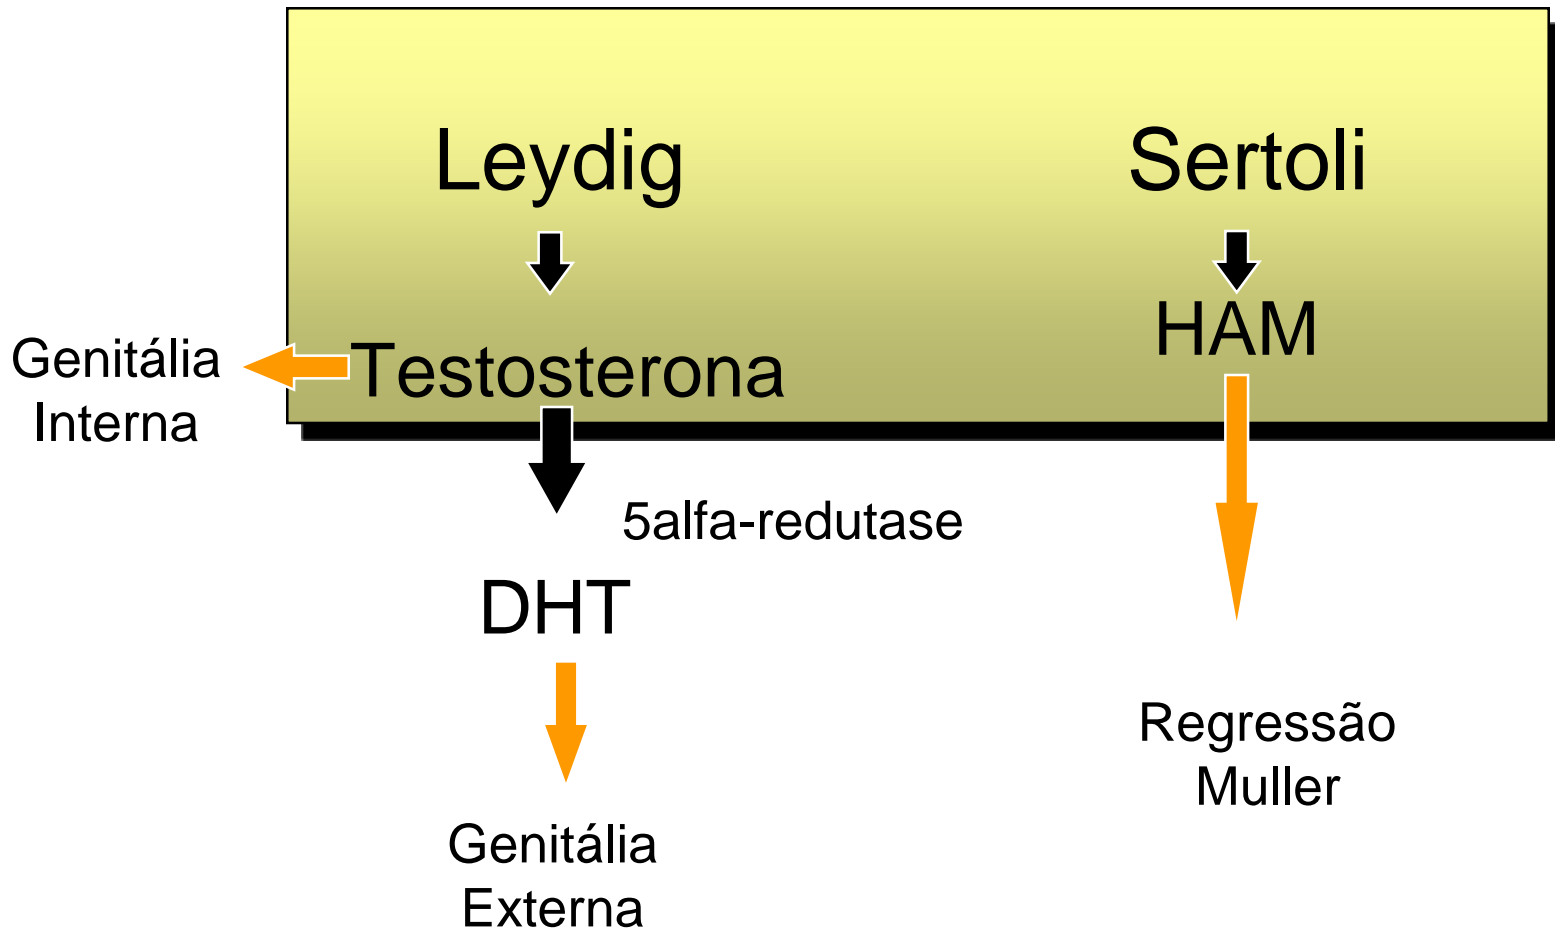 Leydig
Sertoli
HAM
Genitália
Interna
Testosterona
5alfa-redutase
DHT
Regressão
Muller
Genitália
Externa